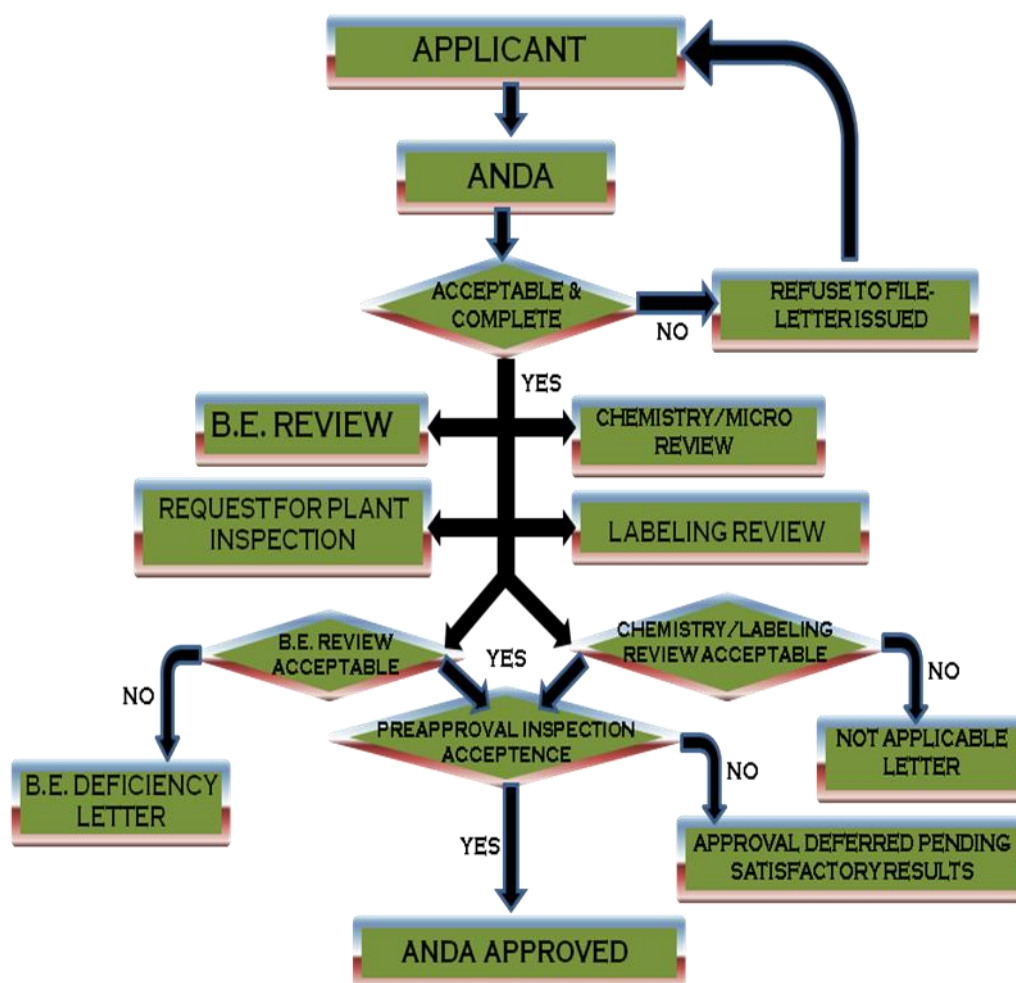 APPLICANT
ANDA
ACCEPTABLE &
COMPLETE
NO
REFUSE TO FILE-
LETTER ISSUED
YES
B.E. REVIEW
CHEMISTRY/MICRO
REVIEW
REQUEST FOR PLANT
INSPECTION
LABELING REVIEW
B.E. REVIEW
ACCEPTABLE
YES
CHEMISTRY/LABELING
REVIEW ACCEPTABLE
NO
NO
PREAPPROVAL INSPECTION
ACCEPTENCE
NOT APPLICABLE
LETTER
B.E. DEFICIENCY
LETTER
NO
YES
APPROVAL DEFERRED PENDING
SATISFACTORY RESULTS
ANDA APPROVED